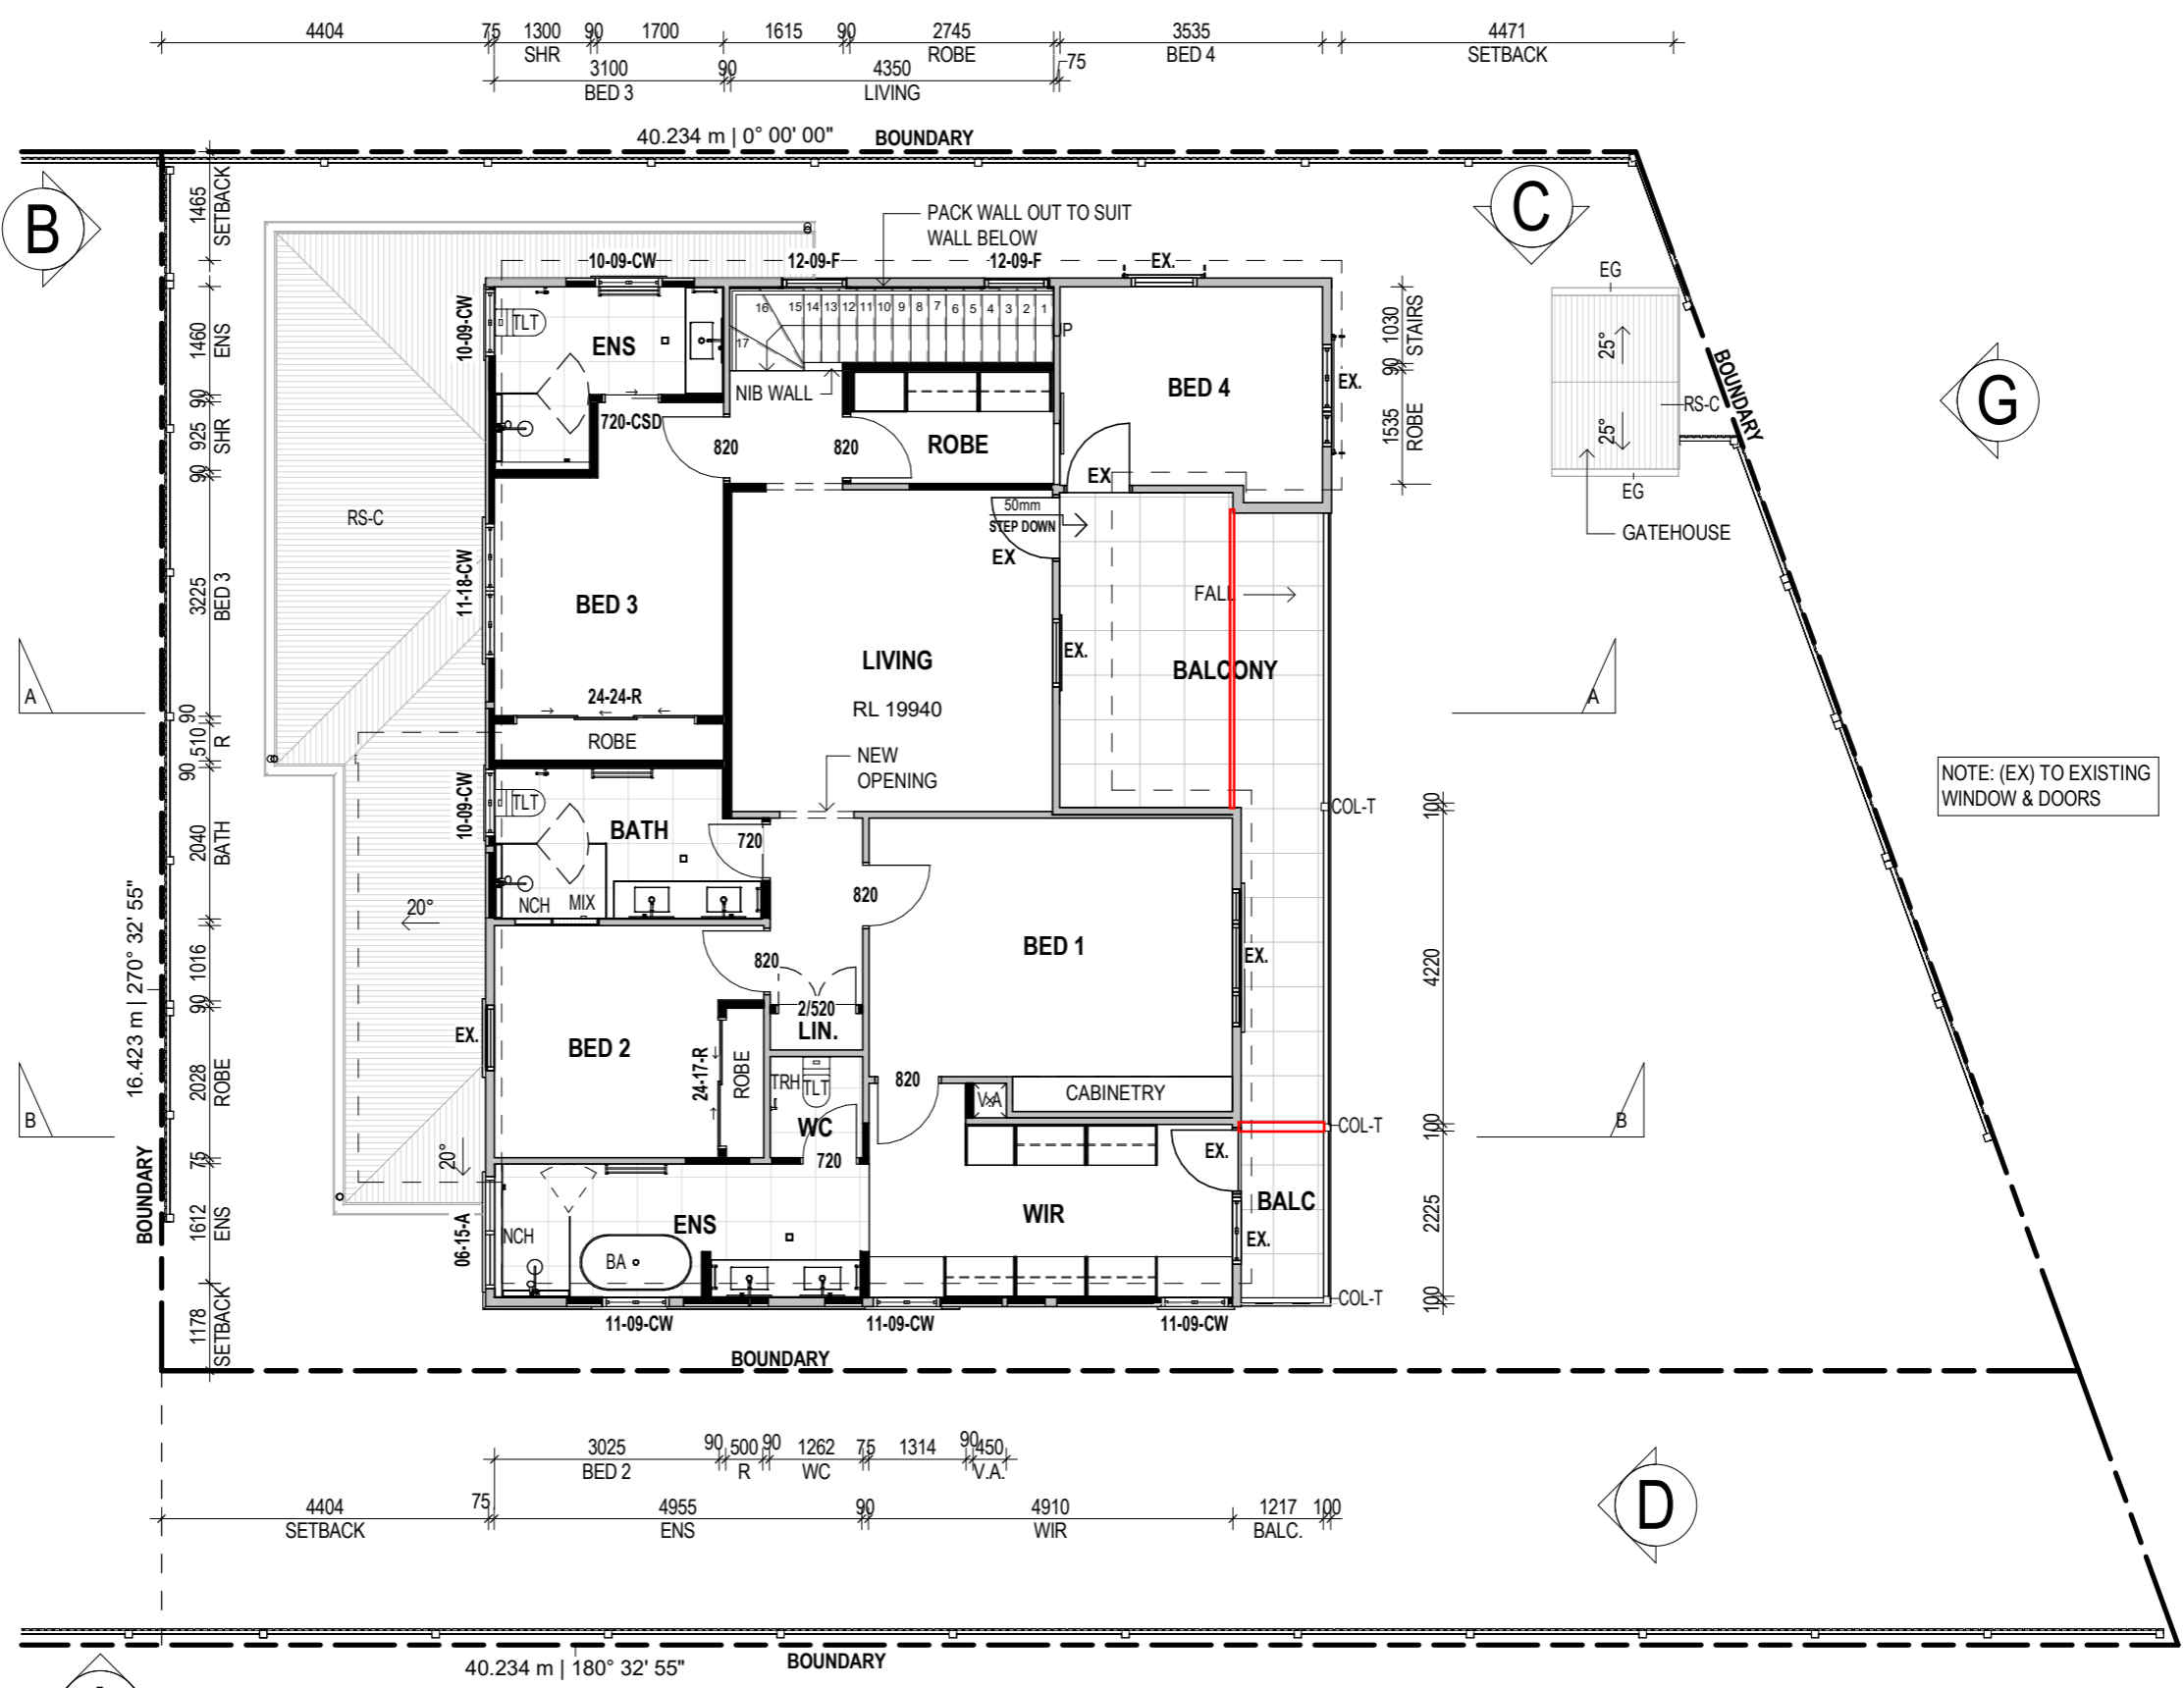 4404 75 1300 90 1700 1615 90 2745 3535 4471
SHR ROBE BED 4 SETBACK
3100 90 4350 75
BED 3 LIVING
40.234 m | 0° 00' 00" BOUNDARY
B
C
G
PACK WALL OUT TO SUIT
WALL BELOW
10-09-CW 12-09-F 12-09-F EX.
1465
SETBACK
1460
ENS
90
925
SHR
90
3225
BED 3
90
510
R
90
2040
BATH
1016
90
2028
ROBE
75
1612
ENS
1178
SETBACK
16.423 m | 270° 32' 55"
BOUNDARY
10-09-CW
TLT
ENS
16 15 14 13 12 11 10 9 8 7 6 5 4 3 2 1
17
UP
NIB WALL
720-CSD
820
820
ROBE
BED 4
EX.
EX
1030
STAIRS
90
1535
ROBE
EG
25°
25°
RS-C
EG
GATEHOUSE
BOUNDARY
RS-C
11-18-CW
BED 3
24-24-R
ROBE
50mm
STEP DOWN
EX
LIVING
RL 19940
EX.
FALL
BALCONY
NEW
OPENING
A
A
NOTE: (EX) TO EXISTING
WINDOW & DOORS
10-09-CW
TLT
BATH
720
NCH MIX
20°
820
820
BED 1
EX.
COL-T
100
4220
100
2225
100
EX.
BED 2
24-17-R
ROBE
2/520
LIN.
TRH
TLT
WC
720
820
V.A
CABINETRY
COL-T
B
B
20°
06-15-A
NCH
ENS
BA
WIR
EX.
BALC
EX.
COL-T
11-09-CW 11-09-CW 11-09-CW
BOUNDARY
3025 90 500 90 1262 75 1314 90 450
BED 2 R WC V.A.
4404 75 4955 90 4910 1217 100
SETBACK ENS WIR BALC.
D
40.234 m | 180° 32' 55" BOUNDARY